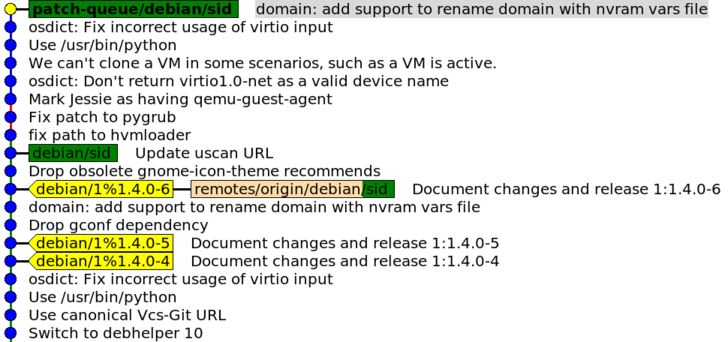 patch-queue/debian/sid domain: add support to rename domain with nvram vars file
osdict: Fix incorrect usage of virtio input
Use /usr/bin/python
We can't clone a VM in some scenarios, such as a VM is active.
osdict: Don't return virtio1.0-net as a valid device name
Mark Jessie as having qemu-guest-agent
Fix patch to pygrub
fix path to hvmloader
debian/sid Update uscan URL
Drop obsolete gnome-icon-theme recommends
debian/1%1.4.0-6 remotes/origin/debian/sid Document changes and release 1:1.4.0-6
domain: add support to rename domain with nvram vars file
Drop gconf dependency
debian/1%1.4.0-5 Document changes and release 1:1.4.0-5
debian/1%1.4.0-4 Document changes and release 1:1.4.0-4
osdict: Fix incorrect usage of virtio input
Use /usr/bin/python
Use canonical Vcs-Git URL
Switch to debhelper 10